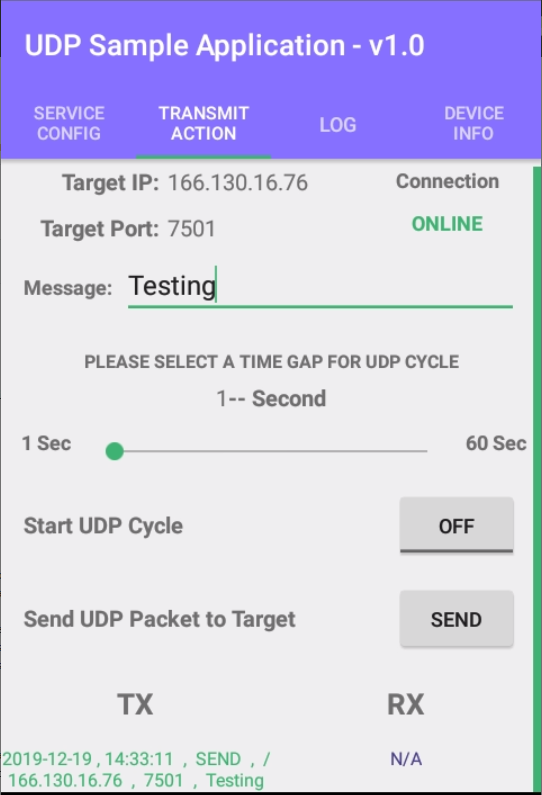 UDP Sample Application - v1.0
SERVICE CONFIG
TRANSMIT ACTION
LOG
DEVICE INFO
Target IP: 166.130.16.76
Connection
Target Port: 7501
ONLINE
Message: Testing
PLEASE SELECT A TIME GAP FOR UDP CYCLE
1-- Second
1 Sec
60 Sec
Start UDP Cycle
OFF
Send UDP Packet to Target
SEND
TX
RX
2019-12-19 , 14:33:11 , SEND , /
166.130.16.76 , 7501 , Testing
N/A